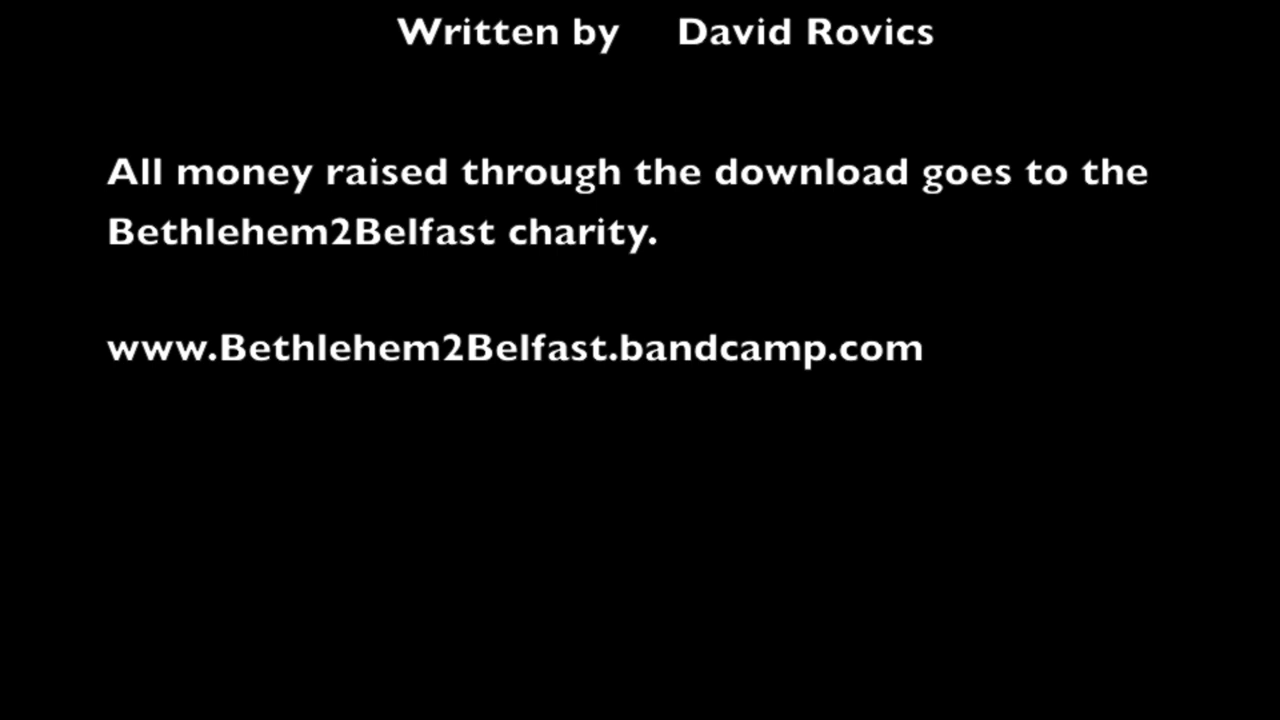 Written by David Rovics
All money raised through the download goes to the
Bethlehem2Belfast charity.
www.Bethlehem2Belfast.bandcamp.com